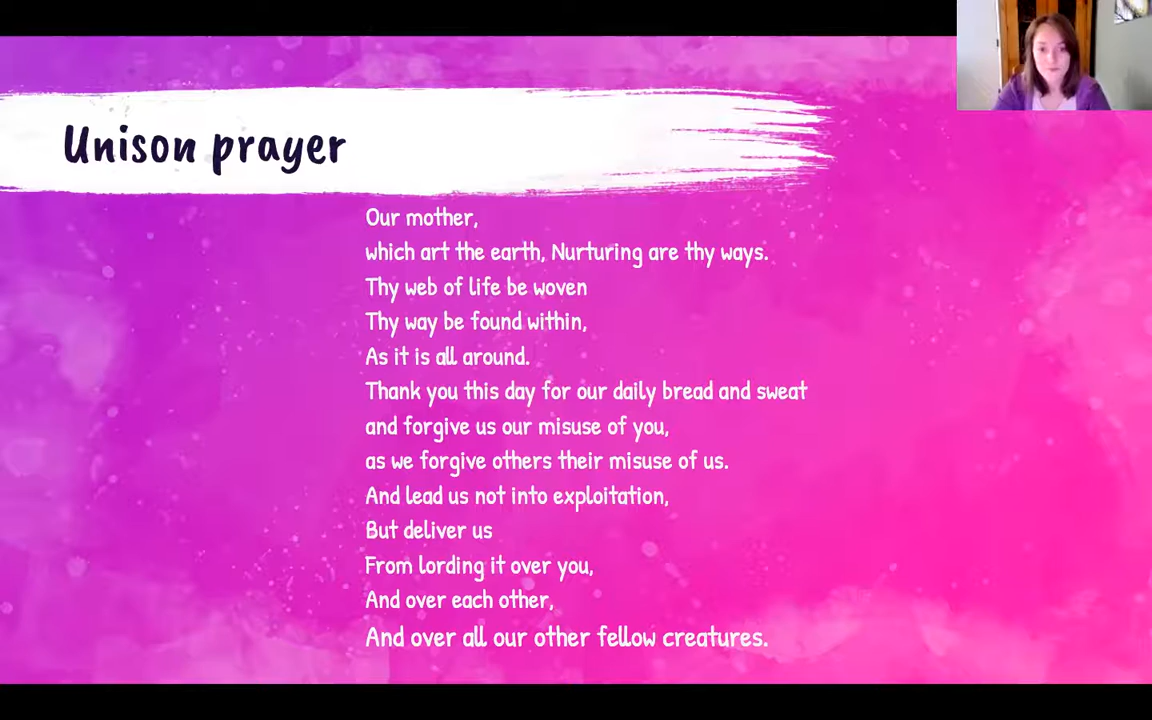 Unison prayer
Our mother,
which art the earth, Nurturing are thy ways.
Thy web of life be woven
Thy way be found within,
As it is all around.
Thank you this day for our daily bread and sweat
and forgive us our misuse of you,
as we forgive others their misuse of us.
And lead us not into exploitation,
But deliver us
From lording it over you,
And over each other,
And over all our other fellow creatures.